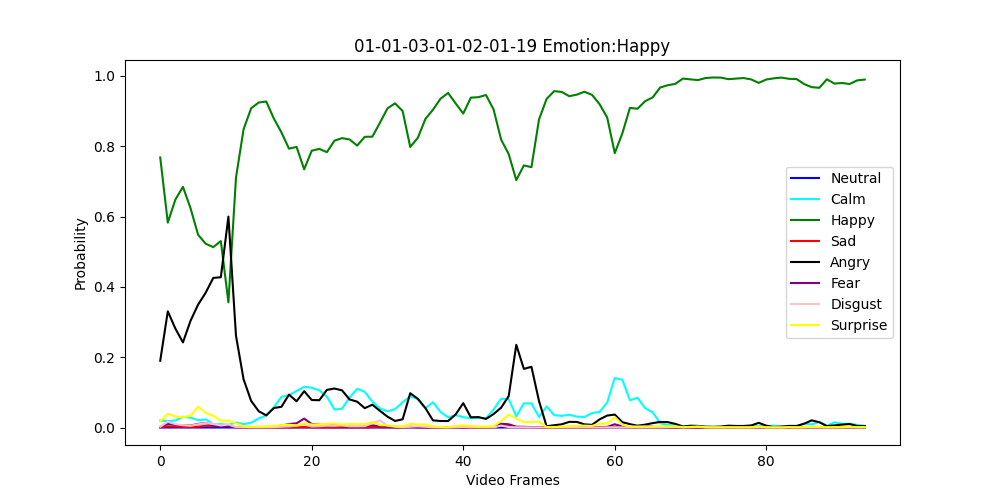 01-01-03-01-02-01-19 Emotion:Happy
1.0
0.8
0.6
0.4
0.2
0.0
Probability
0
20
40
60
80
Video Frames
Neutral
Calm
Happy
Sad
Angry
Fear
Disgust
Surprise